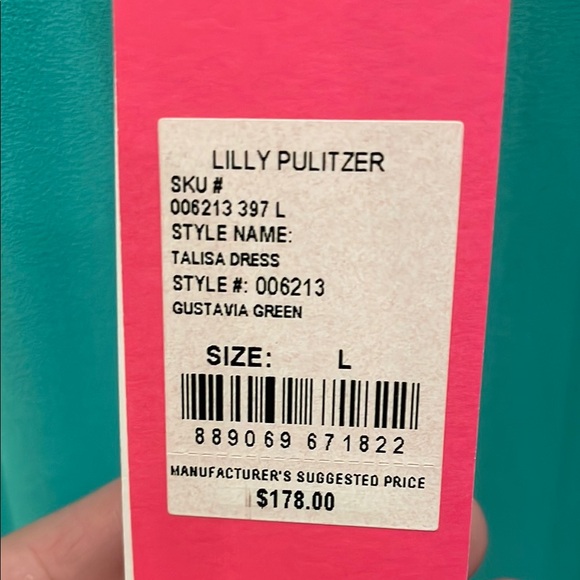 LILLY PULITZER
SKU #
006213 397 L
STYLE NAME:
TALISA DRESS
STYLE #: 006213
GUSTAVIA GREEN
SIZE: L
889069 671822
MANUFACTURER'S SUGGESTED PRICE
$178.00